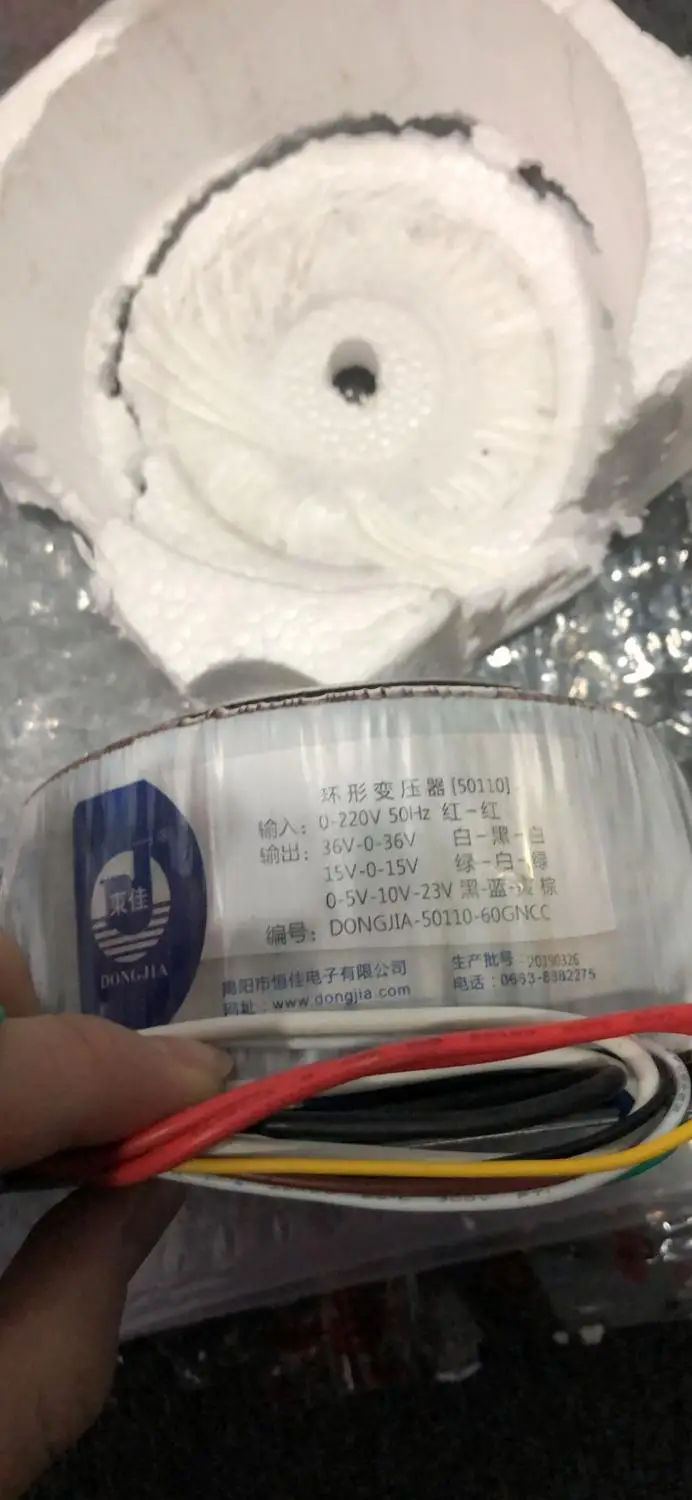 环形变压器 [50110]
输入: 0-220V 50Hz 红-红
输出: 36V-0-36V 白-黑-白
15V-0-15V 绿-白-绿
0-5V-10V-23V 黑-蓝-黄-棕
编号: DONGJIA-50110-60GNCC
东佳
DONGJIA
揭阳市恒佳电子有限公司
生产批号: 20190326
网址: www.dongjia.com
电话: 0663-8382275